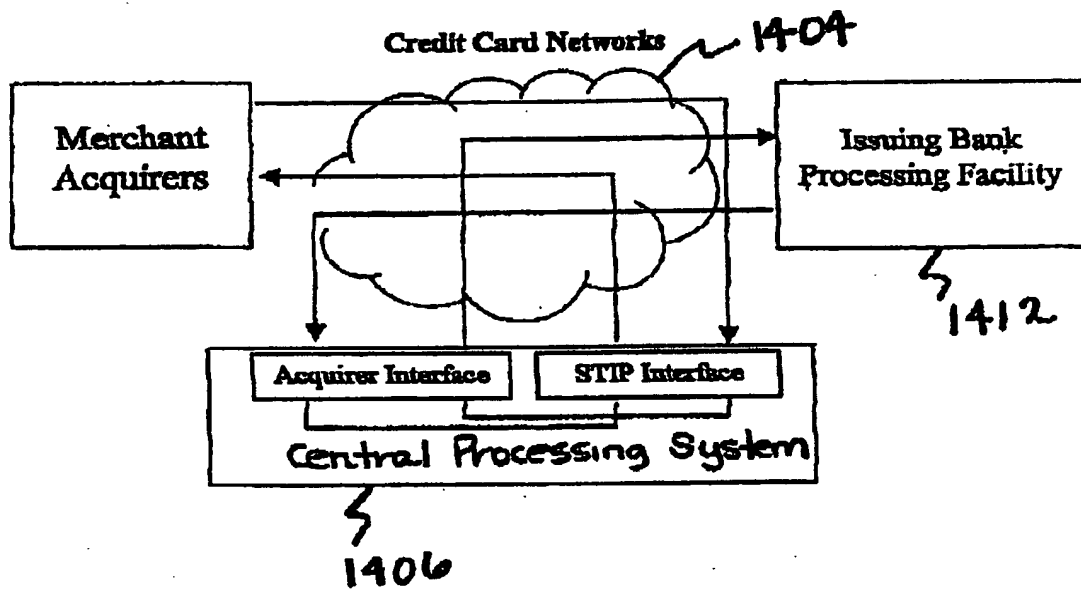 Credit Card Networks
1404
Merchant
Acquirers
Issuing Bank
Processing Facility
1412
Acquirer Interface
STIP Interface
Central Processing System
1406